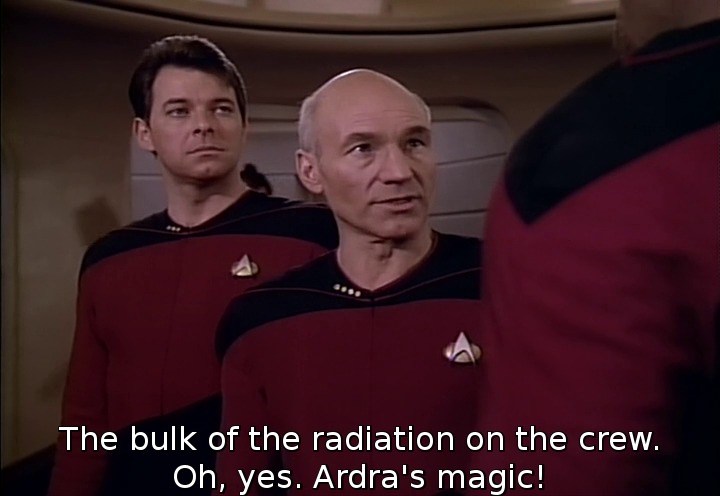 The bulk of the radiation on the crew.
Oh, yes. Ardra's magic!